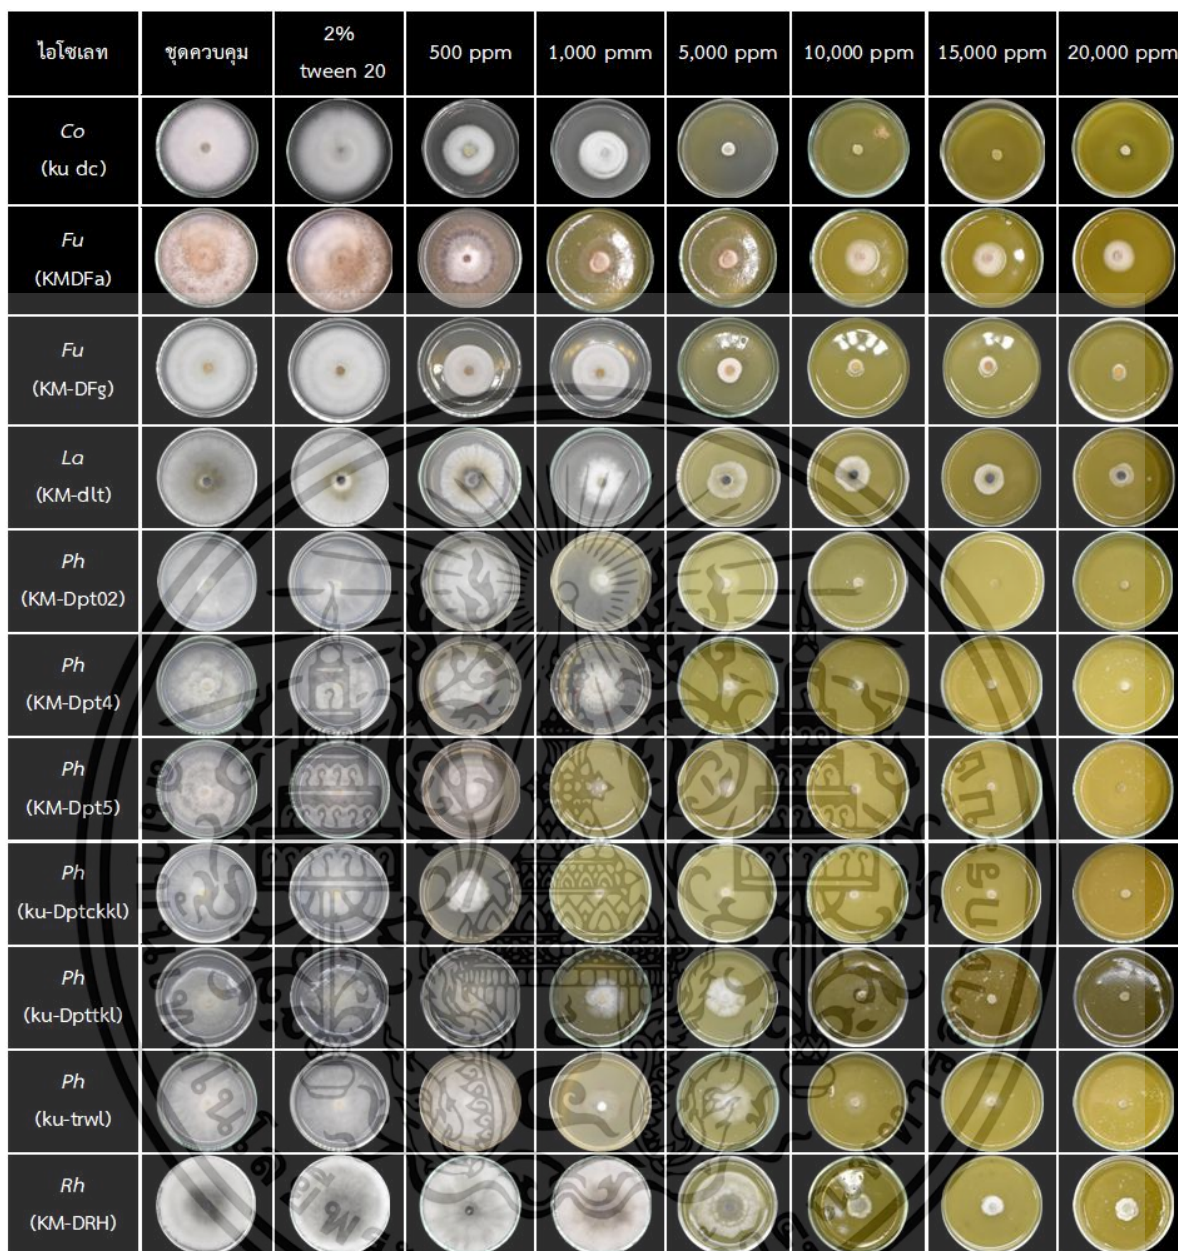 ไอโซเลท
ชุดควบคุม
2%
tween 20
500 ppm
1,000 pmm
5,000 ppm
10,000 ppm
15,000 ppm
20,000 ppm
Co
(ku dc)
Fu
(KMDFa)
Fu
(KM-DFg)
La
(KM-dlt)
Ph
(KM-Dpt02)
Ph
(KM-Dpt4)
Ph
(KM-Dpt5)
Ph
(ku-Dptckkl)
Ph
(ku-Dpttkl)
Ph
(ku-trwl)
Rh
(KM-DRH)